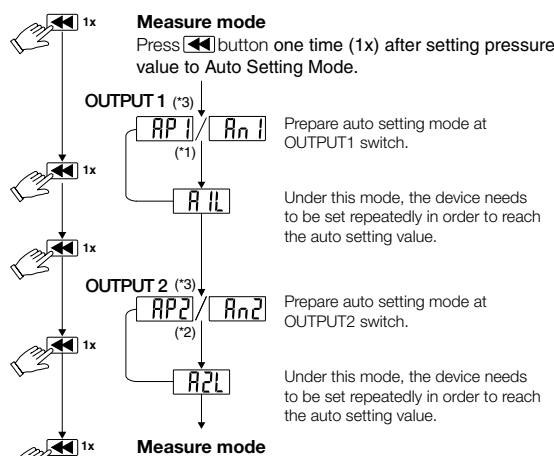 1x
Measure mode
Press button one time (1x) after setting pressure
value to Auto Setting Mode.
OUTPUT 1 (*3)
AP1 / An1
(*1)
Prepare auto setting mode at
OUTPUT1 switch.
1x
A1L
Under this mode, the device needs
to be set repeatedly in order to reach
the auto setting value.
1x
OUTPUT 2 (*3)
AP2 / An2
(*2)
Prepare auto setting mode at
OUTPUT2 switch.
1x
A2L
Under this mode, the device needs
to be set repeatedly in order to reach
the auto setting value.
1x
Measure mode